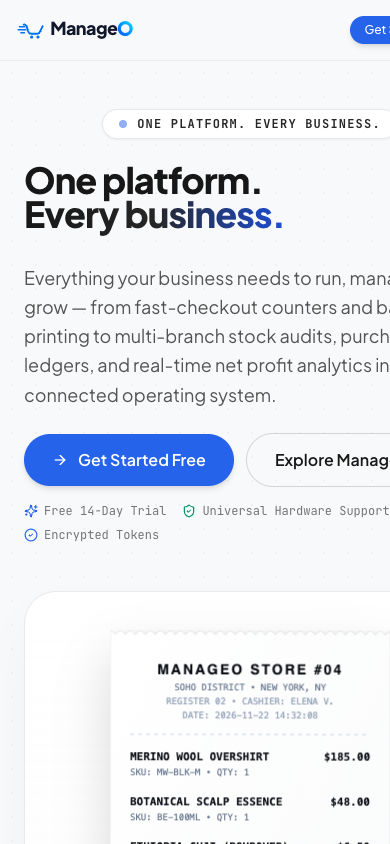 ManageO
Get
ONE PLATFORM. EVERY BUSINESS.
One platform.
Every business.
Everything your business needs to run,
grow — from fast-checkout counters and
printing to multi-branch stock audits,
ledgers, and real-time net profit analytics in
connected operating system.
Get Started Free
Explore
Free 14-Day Trial
Universal Hardware Support
Encrypted Tokens
MANAGEO STORE #04
SOHO DISTRICT • NEW YORK, NY
REGISTER 02 • CASHIER: ELENA V.
DATE: 2026-11-22 14:32:08
MERINO WOOL OVERSHIRT $185.00
SKU: MW-BLK-M • QTY: 1
BOTANICAL SCALP ESSENCE $48.00
SKU: BE-100ML • QTY: 1